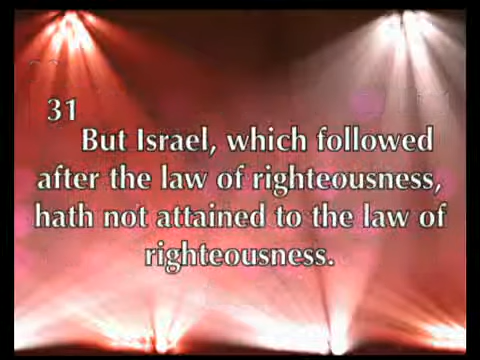 31
But Israel, which followed
after the law of righteousness,
hath not attained to the law of
righteousness.